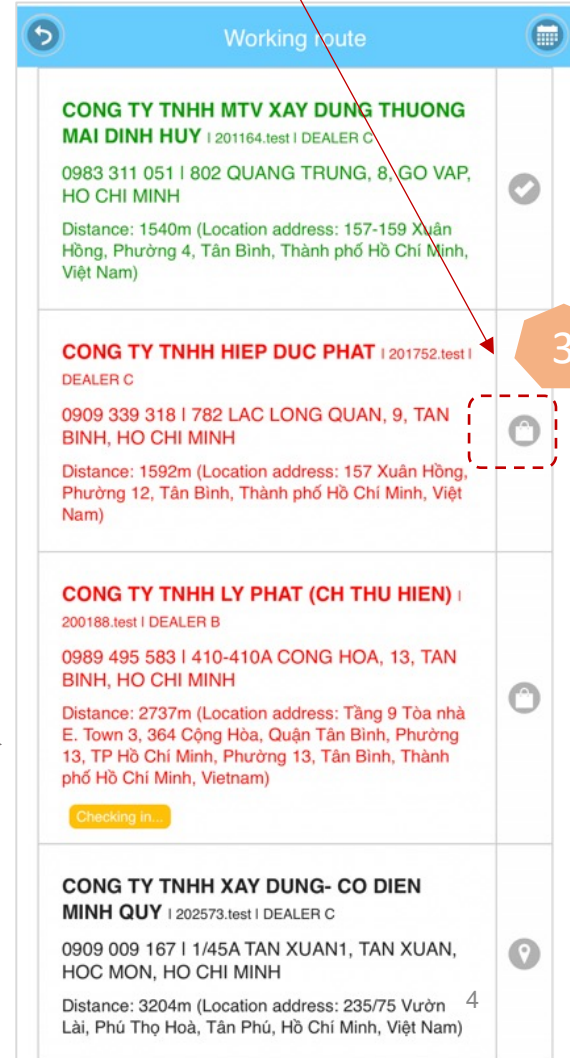 Working route
CONG TY TNHH MTV XAY DUNG THUONG
MAI DINH HUY I 201164.test I DEALER C
0983 311 051 I 802 QUANG TRUNG, 8, GO VAP,
HO CHI MINH
Distance: 1540m (Location address: 157-159 Xuân
Hồng, Phường 4, Tân Bình, Thành phố Hồ Chí Minh,
Việt Nam)
CONG TY TNHH HIEP DUC PHAT I 201752.test I
DEALER C
3
0909 339 318 I 782 LAC LONG QUAN, 9, TAN
BINH, HO CHI MINH
Distance: 1592m (Location address: 157 Xuân Hồng,
Phường 12, Tân Bình, Thành phố Hồ Chí Minh, Việt
Nam)
CONG TY TNHH LY PHAT (CH THU HIEN) I
200188.test I DEALER B
0989 495 583 I 410-410A CONG HOA, 13, TAN
BINH, HO CHI MINH
Distance: 2737m (Location address: Tầng 9 Tòa nhà
E. Town 3, 364 Cộng Hòa, Quận Tân Bình, Phường
13, TP Hồ Chí Minh, Phường 13, Tân Bình, Thành
phố Hồ Chí Minh, Vietnam)
Checking in...
CONG TY TNHH XAY DUNG- CO DIEN
MINH QUY I 202573.test I DEALER C
0909 009 167 I 1/45A TAN XUAN1, TAN XUAN,
HOC MON, HO CHI MINH
Distance: 3204m (Location address: 235/75 Vườn
Lài, Phú Thọ Hoà, Tân Phú, Hồ Chí Minh, Việt Nam)
4